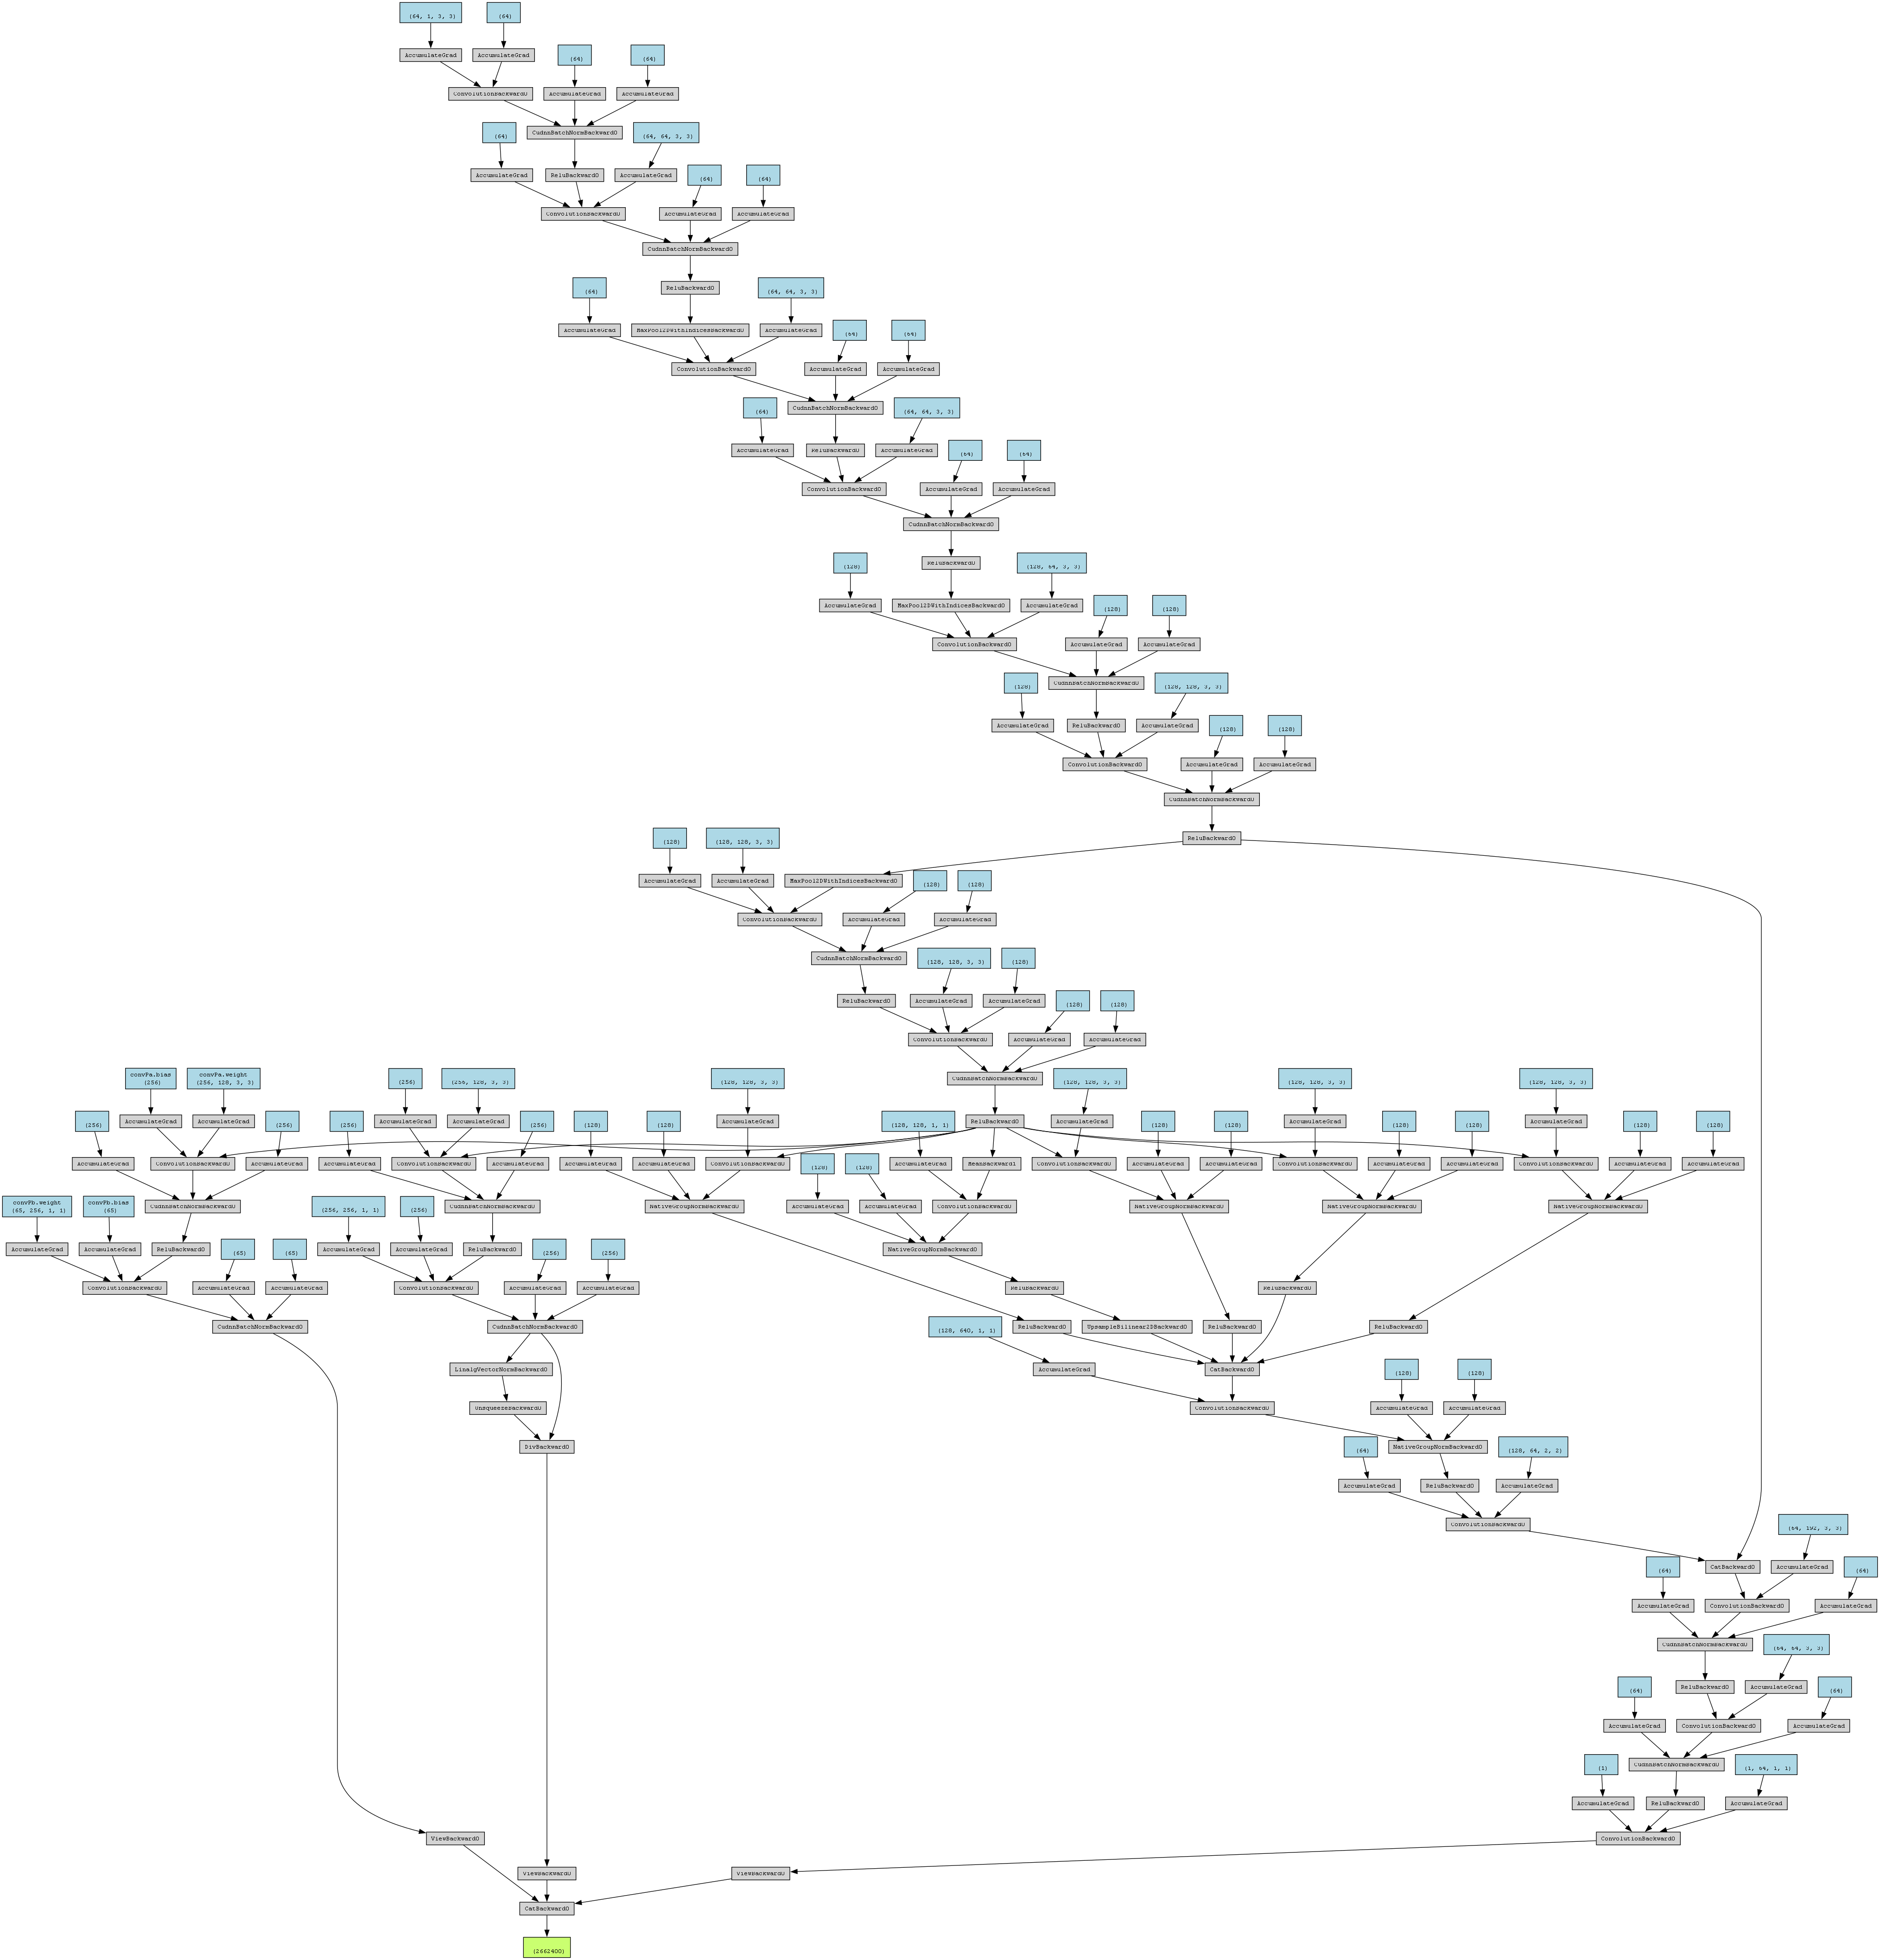 (64, 1, 3, 3)
(64)
AccumulateGrad
AccumulateGrad
(64)
(64)
ConvolutionBackward0
AccumulateGrad
AccumulateGrad
CudnnBatchNormBackward0
(64)
(64, 64, 3, 3)
AccumulateGrad
ReluBackward0
AccumulateGrad
(64)
(64)
ConvolutionBackward0
AccumulateGrad
AccumulateGrad
CudnnBatchNormBackward0
(64)
ReluBackward0
(64, 64, 3, 3)
AccumulateGrad
MaxPool2DWithIndicesBackward0
AccumulateGrad
(64)
(64)
ConvolutionBackward0
AccumulateGrad
AccumulateGrad
CudnnBatchNormBackward0
(64)
(64, 64, 3, 3)
AccumulateGrad
ReluBackward0
AccumulateGrad
(64)
(64)
ConvolutionBackward0
AccumulateGrad
AccumulateGrad
CudnnBatchNormBackward0
(128)
ReluBackward0
(128, 64, 3, 3)
AccumulateGrad
MaxPool2DWithIndicesBackward0
AccumulateGrad
(128)
(128)
ConvolutionBackward0
AccumulateGrad
AccumulateGrad
CudnnBatchNormBackward0
(128)
(128, 128, 3, 3)
AccumulateGrad
ReluBackward0
AccumulateGrad
(128)
(128)
ConvolutionBackward0
AccumulateGrad
AccumulateGrad
CudnnBatchNormBackward0
ReluBackward0
(128)
(128, 128, 3, 3)
AccumulateGrad
AccumulateGrad
MaxPool2DWithIndicesBackward0
(128)
(128)
ConvolutionBackward0
AccumulateGrad
AccumulateGrad
CudnnBatchNormBackward0
(128, 128, 3, 3)
(128)
ReluBackward0
AccumulateGrad
AccumulateGrad
(128)
(128)
ConvolutionBackward0
AccumulateGrad
AccumulateGrad
CudnnBatchNormBackward0
convPa.bias
(256)
convPa.weight
(256, 128, 3, 3)
(256)
(256, 128, 3, 3)
(128, 128, 3, 3)
(128, 128, 3, 3)
(128, 128, 3, 3)
(128, 128, 3, 3)
(256)
AccumulateGrad
AccumulateGrad
(256)
(256)
AccumulateGrad
AccumulateGrad
(256)
(128)
(128)
AccumulateGrad
(128, 128, 1, 1)
ReluBackward0
AccumulateGrad
(128)
(128)
AccumulateGrad
(128)
(128)
AccumulateGrad
(128)
(128)
AccumulateGrad
ConvolutionBackward0
AccumulateGrad
AccumulateGrad
ConvolutionBackward0
AccumulateGrad
AccumulateGrad
AccumulateGrad
ConvolutionBackward0
(128)
(128)
AccumulateGrad
MeanBackward1
ConvolutionBackward0
AccumulateGrad
AccumulateGrad
ConvolutionBackward0
AccumulateGrad
AccumulateGrad
ConvolutionBackward0
AccumulateGrad
AccumulateGrad
convPb.weight
(65, 256, 1, 1)
convPb.bias
(65)
CudnnBatchNormBackward0
(256, 256, 1, 1)
(256)
CudnnBatchNormBackward0
NativeGroupNormBackward0
AccumulateGrad
AccumulateGrad
ConvolutionBackward0
NativeGroupNormBackward0
NativeGroupNormBackward0
NativeGroupNormBackward0
AccumulateGrad
AccumulateGrad
ReluBackward0
(65)
(65)
AccumulateGrad
AccumulateGrad
ReluBackward0
(256)
(256)
NativeGroupNormBackward0
ConvolutionBackward0
AccumulateGrad
AccumulateGrad
ConvolutionBackward0
AccumulateGrad
AccumulateGrad
ReluBackward0
ReluBackward0
CudnnBatchNormBackward0
CudnnBatchNormBackward0
(128, 640, 1, 1)
ReluBackward0
UpsampleBilinear2DBackward0
ReluBackward0
ReluBackward0
LinalgVectorNormBackward0
AccumulateGrad
CatBackward0
(128)
(128)
UnsqueezeBackward0
ConvolutionBackward0
AccumulateGrad
AccumulateGrad
DivBackward0
(64)
NativeGroupNormBackward0
(128, 64, 2, 2)
AccumulateGrad
ReluBackward0
AccumulateGrad
ConvolutionBackward0
(64, 192, 3, 3)
(64)
CatBackward0
AccumulateGrad
(64)
AccumulateGrad
ConvolutionBackward0
AccumulateGrad
CudnnBatchNormBackward0
(64, 64, 3, 3)
(64)
ReluBackward0
AccumulateGrad
(64)
AccumulateGrad
ConvolutionBackward0
AccumulateGrad
(1)
CudnnBatchNormBackward0
(1, 64, 1, 1)
AccumulateGrad
ReluBackward0
AccumulateGrad
ViewBackward0
ConvolutionBackward0
ViewBackward0
ViewBackward0
CatBackward0
(2662400)